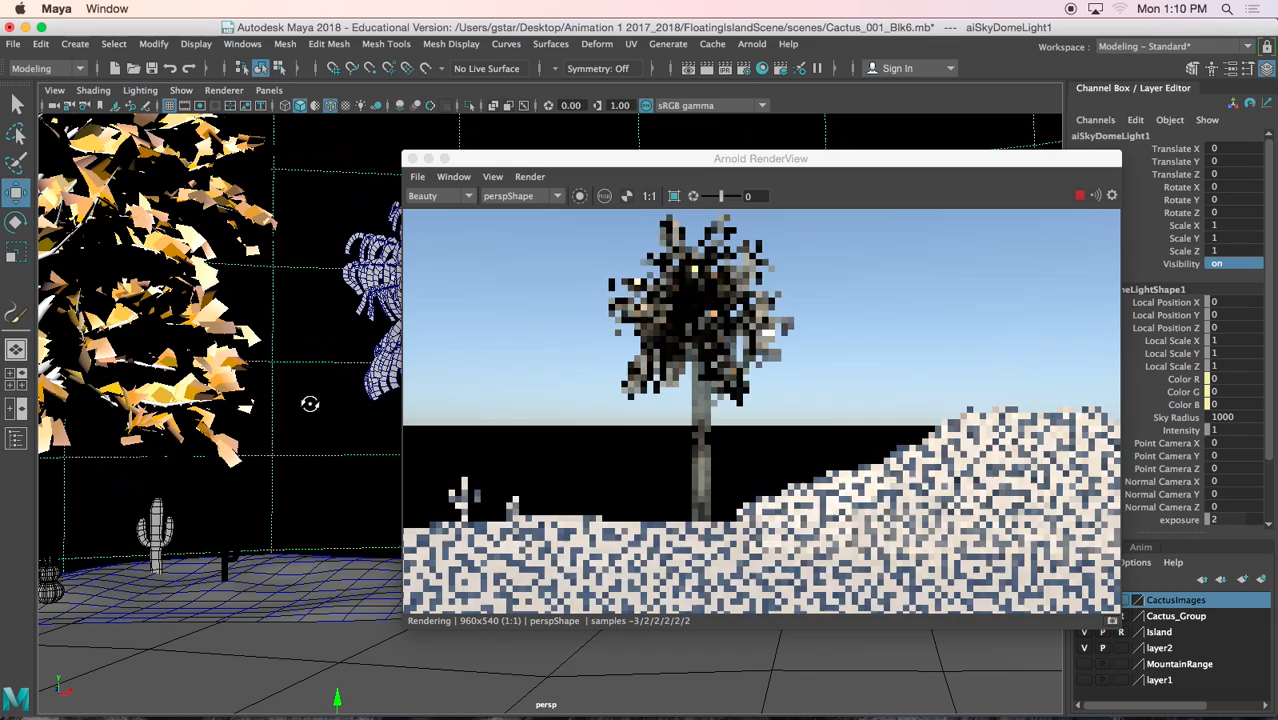 Maya Window Mon 1:10 PM
Autodesk Maya 2018 - Educational Version: /Users/gstar/Desktop/Animation 1 2017_2018/FloatingIslandScene/scenes/Cactus_001_Blk6.mb* --- aiSkyDomeLight1
File Edit Create Select Modify Display Windows Mesh Edit Mesh Mesh Tools Mesh Display Curves Surfaces Deform UV Generate Cache Arnold Help Workspace : Modeling - Standard*
Modeling No Live Surface Symmetry: Off Sign In
View Shading Lighting Show Renderer Panels
0.00 1.00 sRGB gamma
Channel Box / Layer Editor
Channels Edit Object Show
aiSkyDomeLight1
Translate X 0
Translate Y 0
Translate Z 0
Rotate X 0
Rotate Y 0
Rotate Z 0
Scale X 1
Scale Y 1
Scale Z 1
Visibility on
meLightShape1
Local Position X 0
Local Position Y 0
Local Position Z 0
Local Scale X 1
Local Scale Y 1
Local Scale Z 1
Color R 0
Color G 0
Color B 0
Sky Radius 1000
Intensity 1
Point Camera X 0
Point Camera Y 0
Point Camera Z 0
Normal Camera X 0
Normal Camera Y 0
Normal Camera Z 0
exposure 2
Anim
Options Help
CactusImages
Cactus_Group
V P R Island
V P layer2
P MountainRange
P layer1
Arnold RenderView
File Window View Render
Beauty perspShape 1:1 0
Rendering | 960x540 (1:1) | perspShape | samples -3/2/2/2/2/2
persp